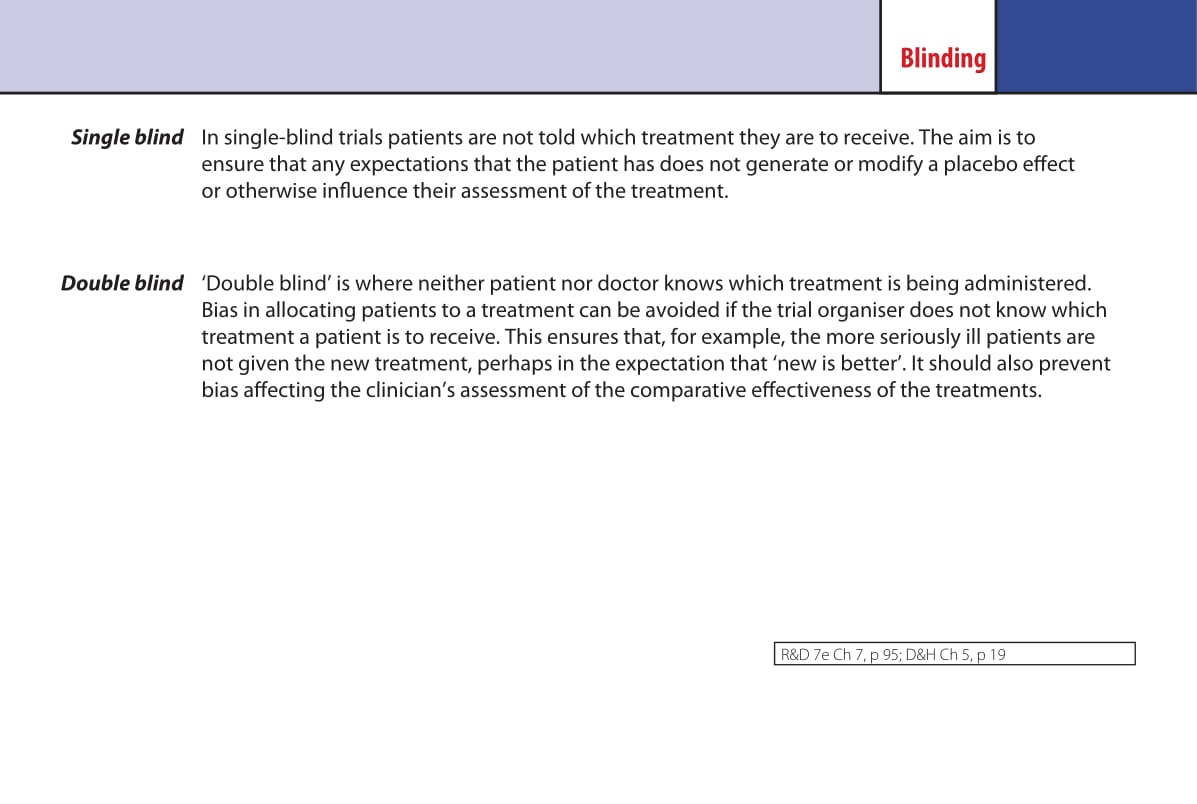 Blinding
Single blind In single-blind trials patients are not told which treatment they are to receive. The aim is to
ensure that any expectations that the patient has does not generate or modify a placebo effect
or otherwise influence their assessment of the treatment.
Double blind ‘Double blind’ is where neither patient nor doctor knows which treatment is being administered.
Bias in allocating patients to a treatment can be avoided if the trial organiser does not know which
treatment a patient is to receive. This ensures that, for example, the more seriously ill patients are
not given the new treatment, perhaps in the expectation that ‘new is better’. It should also prevent
bias affecting the clinician’s assessment of the comparative effectiveness of the treatments.
R&D 7e Ch 7, p 95; D&H Ch 5, p 19